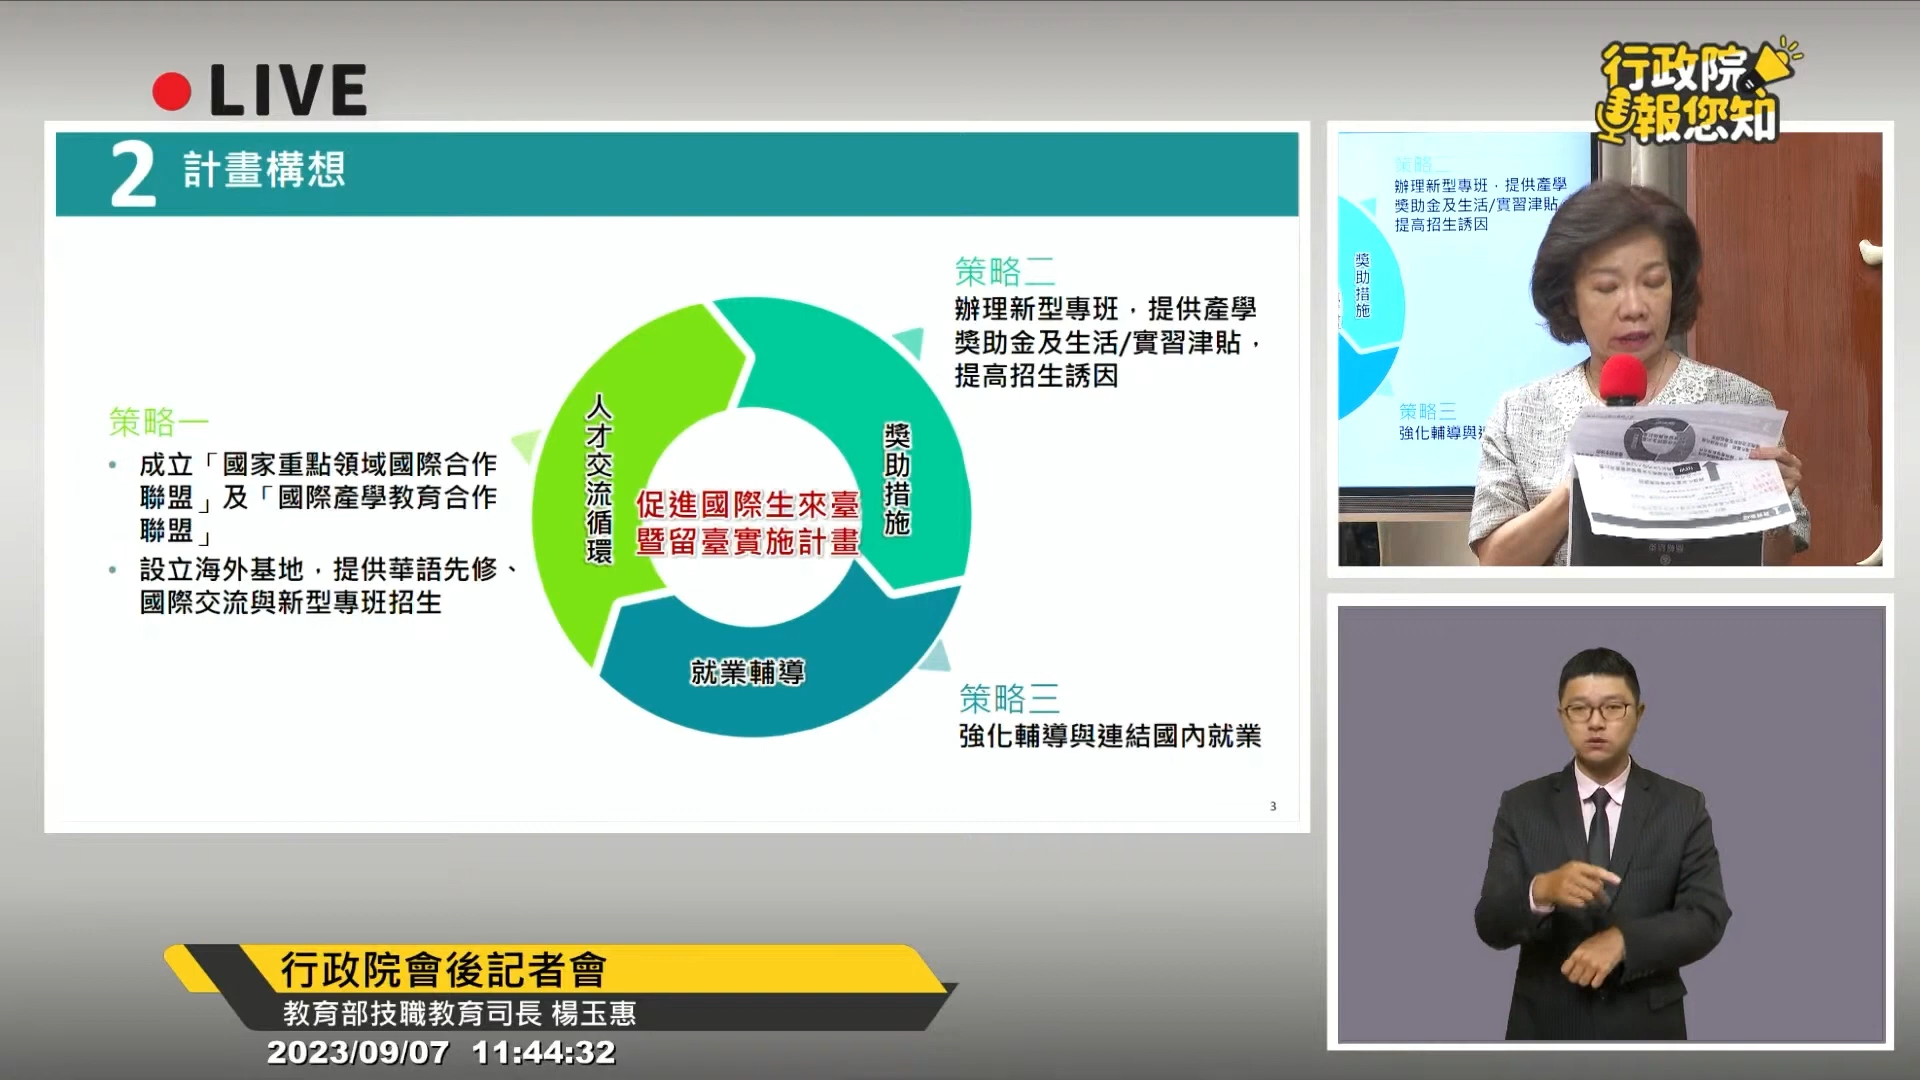 LIVE
行政院
報您知
2 計畫構想
策略一
• 成立「國家重點領域國際合作
聯盟」及「國際產學教育合作
聯盟」
• 設立海外基地，提供華語先修、
國際交流與新型專班招生
人才交流循環
獎助措施
就業輔導
促進國際生來臺
暨留臺實施計畫
策略二
辦理新型專班，提供產學
獎助金及生活/實習津貼，
提高招生誘因
策略三
強化輔導與連結國內就業
3
策略二
辦理新型專班，提供產學
獎助金及生活/實習津貼，
提高招生誘因
獎助措施
策略三
強化輔導與
行政院會後記者會
教育部技職教育司長 楊玉惠
2023/09/07 11:44:32